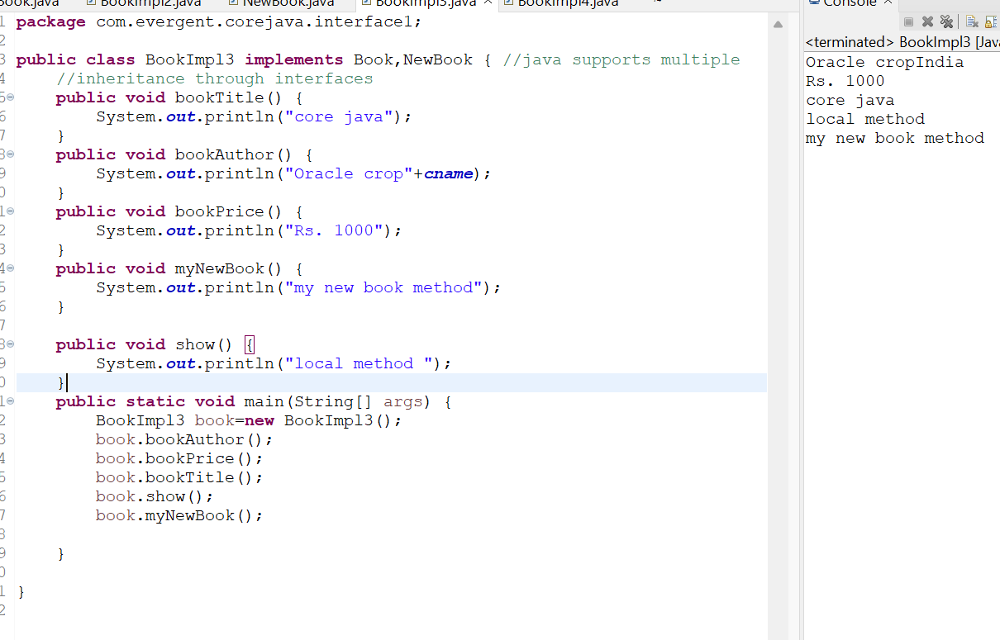 BookImpl2.java NewBook.java BookImpl3.java BookImpl4.java
package com.evergent.corejava.interface1;
public class BookImpl3 implements Book,NewBook { //java supports multiple
//inheritance through interfaces
public void bookTitle() {
System.out.println("core java");
}
public void bookAuthor() {
System.out.println("Oracle crop"+cname);
}
public void bookPrice() {
System.out.println("Rs. 1000");
}
public void myNewBook() {
System.out.println("my new book method");
}
public void show() {
System.out.println("local method ");
}
public static void main(String[] args) {
BookImpl3 book=new BookImpl3();
book.bookAuthor();
book.bookPrice();
book.bookTitle();
book.show();
book.myNewBook();
}
}
Console
<terminated> BookImpl3 [Java
Oracle cropIndia
Rs. 1000
core java
local method
my new book method